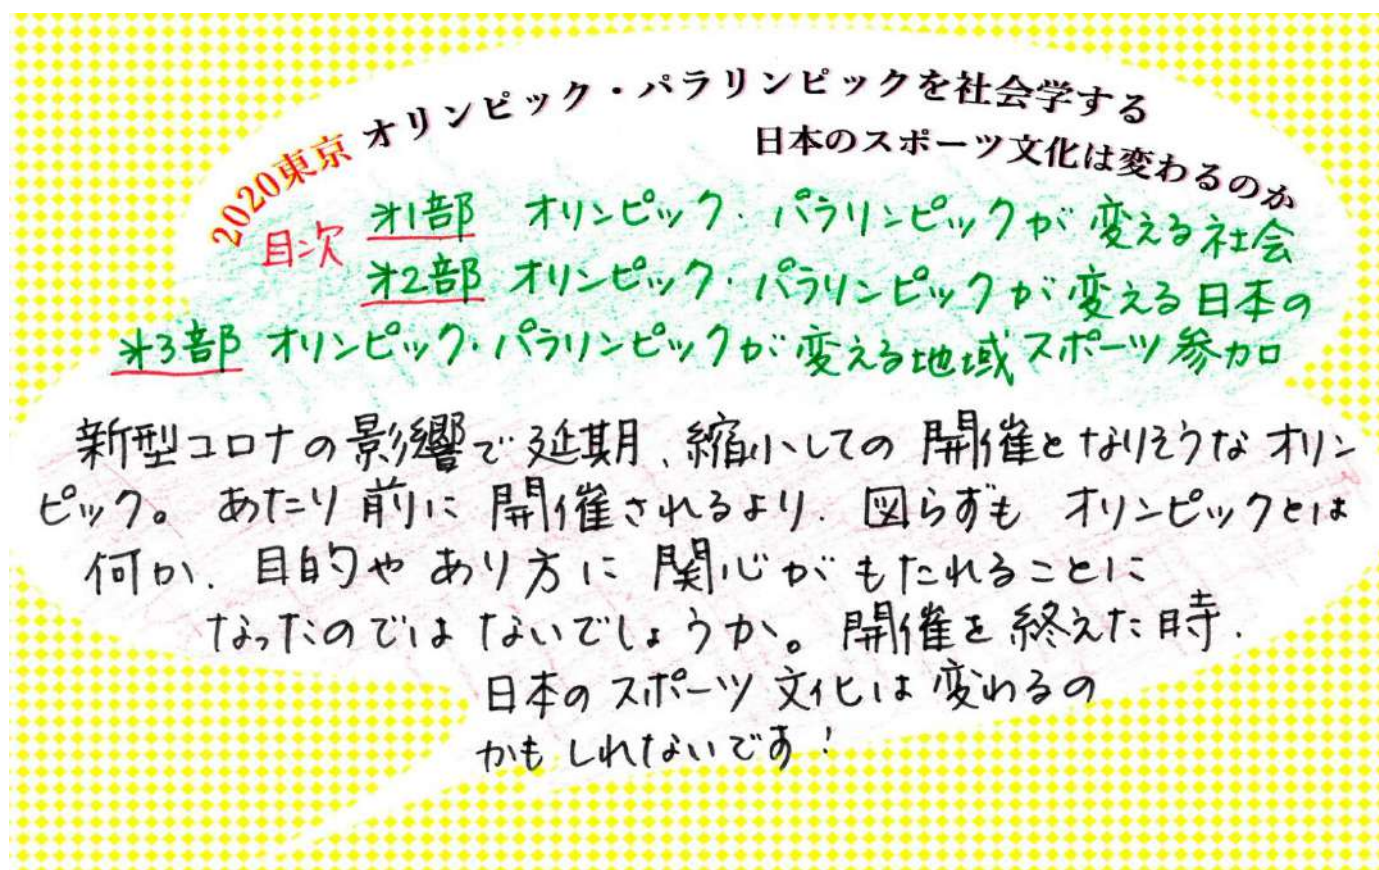 2020東京 オリンピック・パラリンピックを社会学する
日本のスポーツ文化は変わるのか
目次 㐧1部 オリンピック・パラリンピックが変える社会
㐧2部 オリンピック・パラリンピックが変える日本の
㐧3部 オリンピック・パラリンピックが変える地域スポーツ参加
新型コロナの影響で延期、縮小しての開催となりそうなオリン
ピック。あたり前に開催されるより、図らずもオリンピックとは
何か、目的やあり方に関心がもたれることに
なったのではないでしょうか。開催を終えた時、
日本のスポーツ文化は変わるの
かもしれないです!